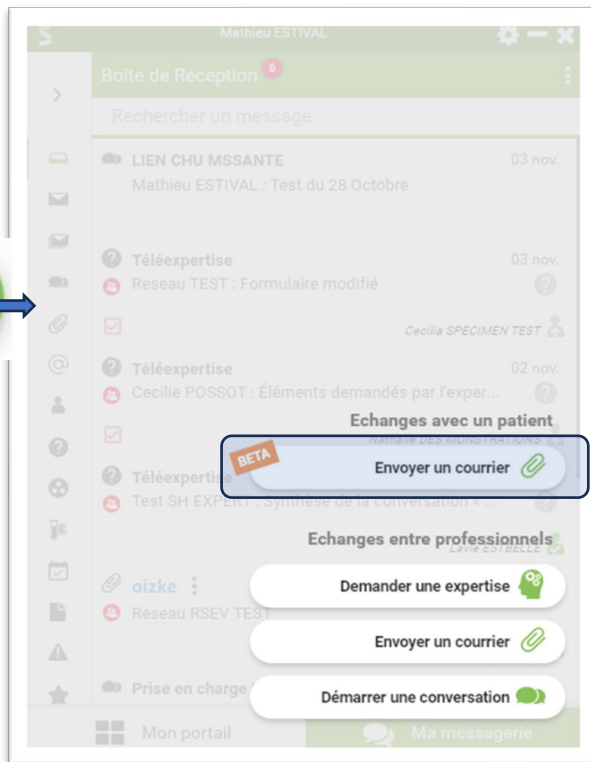 Mathieu ESTIVAL
Boite de Réception 6
Rechercher un message
LIEN CHU MSSANTE 03 nov.
Mathieu ESTIVAL : Test du 28 Octobre
Téléexpertise 03 nov.
Reseau TEST : Formulaire modifié
Cecilia SPECIMEN TEST
Téléexpertise 02 nov.
Cecilie POSSOT : Éléments demandés par l'exper...
Echanges avec un patient
Nathalie DES MONSTRATIONS
BETA
Envoyer un courrier
Téléexpertise
Test SH EXPERT : Synthèse de la conversation « ...
Echanges entre professionnels
Lavie ESTBELLE
Demander une expertise
oizke
Reseau RSEV TEST
Envoyer un courrier
Prise en charge
Démarrer une conversation
Mon portail
Ma messagerie